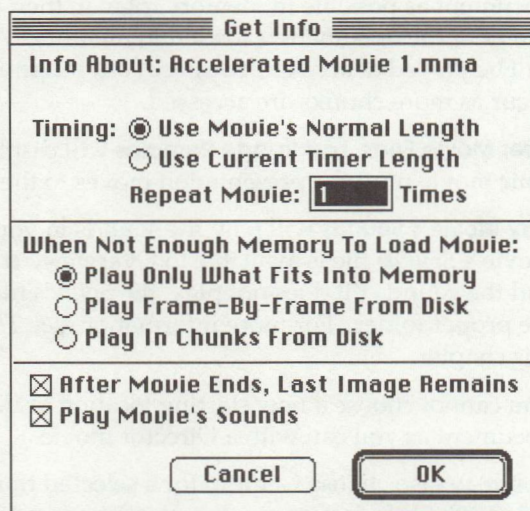 Get Info
Info About: Accelerated Movie 1.mma
Timing: Use Movie's Normal Length
Use Current Timer Length
Repeat Movie: 1 Times
When Not Enough Memory To Load Movie:
Play Only What Fits Into Memory
Play Frame-By-Frame From Disk
Play In Chunks From Disk
After Movie Ends, Last Image Remains
Play Movie's Sounds
Cancel OK